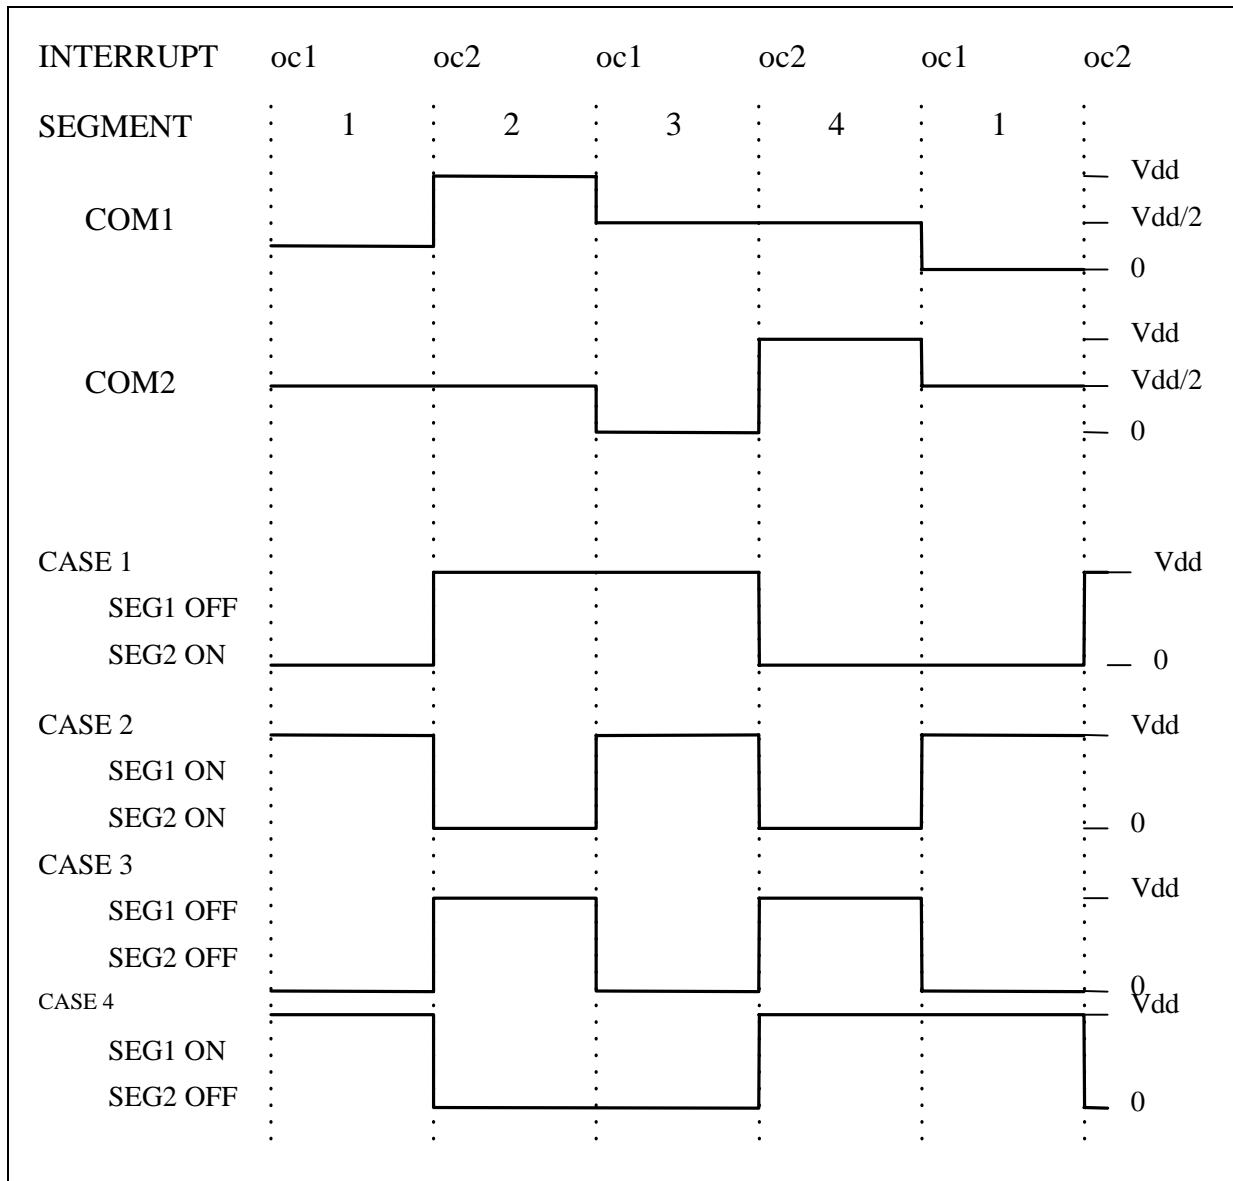 INTERRUPT oc1 oc2 oc1 oc2 oc1 oc2
SEGMENT 1 2 3 4 1
Vdd
COM1 Vdd/2
0
Vdd
COM2 Vdd/2
0
CASE 1 Vdd
SEG1 OFF
SEG2 ON 0
CASE 2 Vdd
SEG1 ON
SEG2 ON 0
CASE 3
Vdd
SEG1 OFF
SEG2 OFF
0
CASE 4 Vdd
SEG1 ON
SEG2 OFF 0